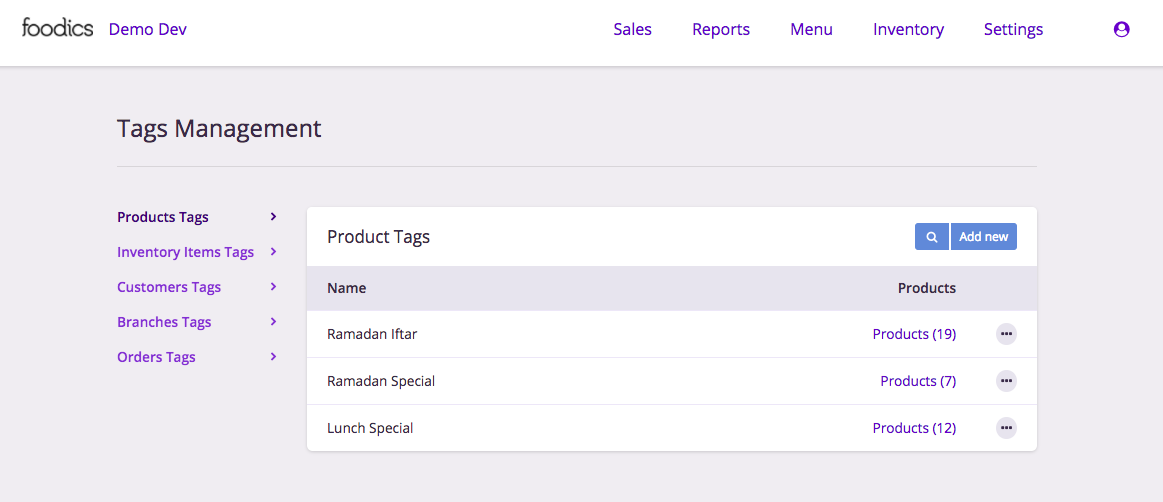 foodics Demo Dev Sales Reports Menu Inventory Settings
Tags Management
Products Tags
Inventory Items Tags
Customers Tags
Branches Tags
Orders Tags
Product Tags Add new
Name Products
Ramadan Iftar Products (19)
Ramadan Special Products (7)
Lunch Special Products (12)